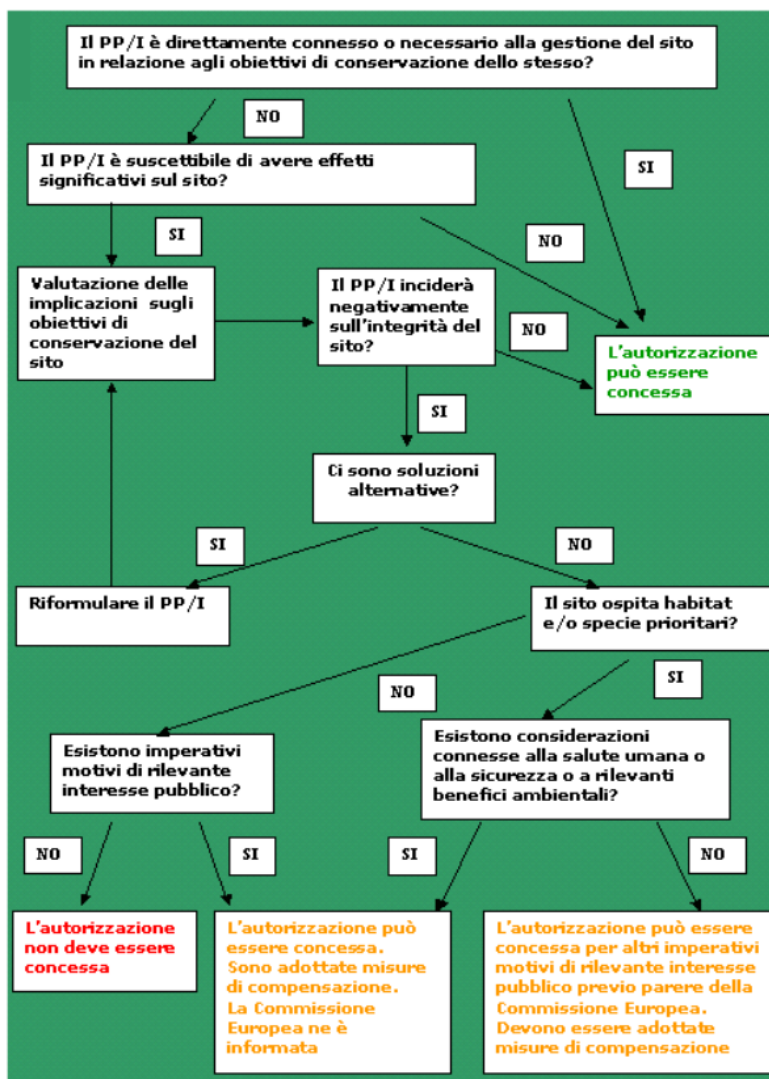 Il PP/I è direttamente connesso o necessario alla gestione del sito
in relazione agli obiettivi di conservazione dello stesso?
NO
SI
Il PP/I è suscettibile di avere effetti
significativi sul sito?
SI
NO
Valutazione delle
implicazioni sugli
obiettivi di
conservazione del
sito
Il PP/I inciderà
negativamente
sull'integrità del
sito?
NO
L'autorizzazione
può essere
concessa
SI
Ci sono soluzioni
alternative?
SI
NO
Riformulare il PP/I
Il sito ospita habitat
e/o specie prioritari?
NO
SI
Esistono imperativi
motivi di rilevante
interesse pubblico?
Esistono considerazioni
connesse alla salute umana o
alla sicurezza o a rilevanti
benefici ambientali?
NO
SI
SI
NO
L'autorizzazione
non deve essere
concessa
L'autorizzazione può
essere concessa.
Sono adottate misure
di compensazione.
La Commissione
Europea ne è
informata
L'autorizzazione può essere
concessa per altri imperativi
motivi di rilevante interesse
pubblico previo parere della
Commissione Europea.
Devono essere adottate
misure di compensazione